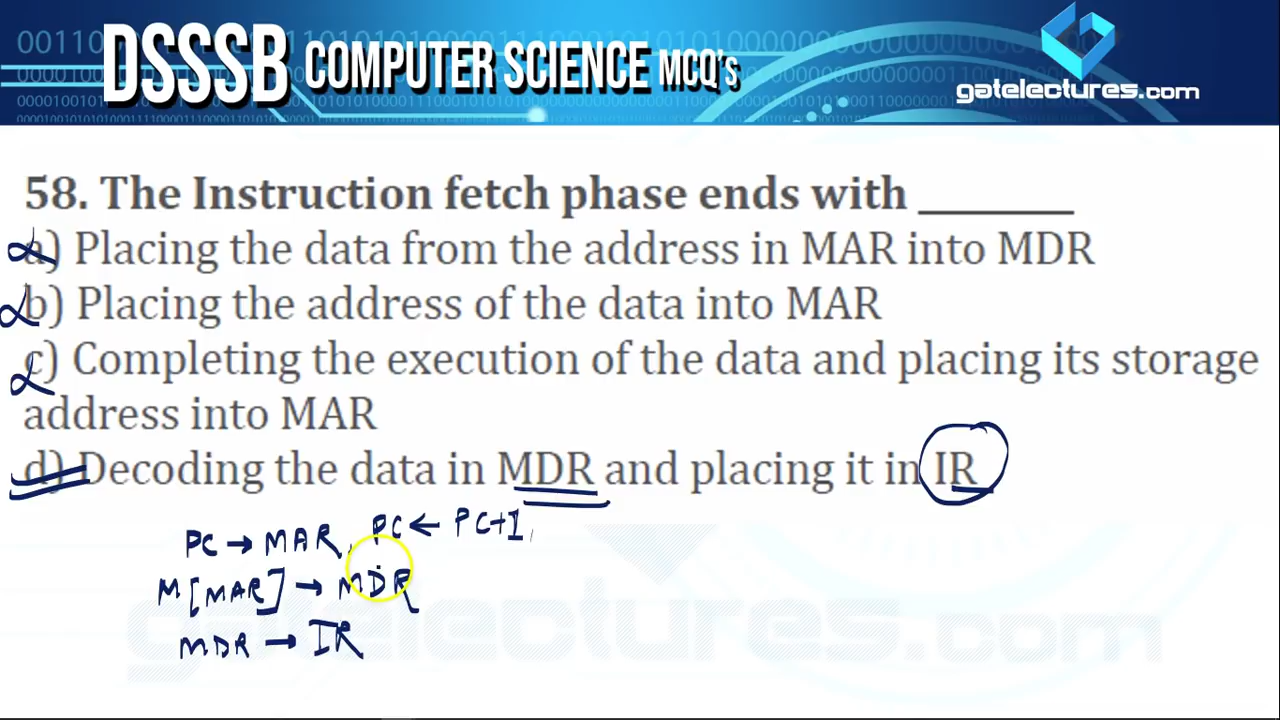 DSSSB COMPUTER SCIENCE MCQ's
gatelectures.com
58. The Instruction fetch phase ends with ________
a) Placing the data from the address in MAR into MDR
b) Placing the address of the data into MAR
c) Completing the execution of the data and placing its storage
address into MAR
d) Decoding the data in MDR and placing it in IR
PC → MAR, PC ← PC+1,
M[MAR] → MDR
MDR → IR
gatelectures.com